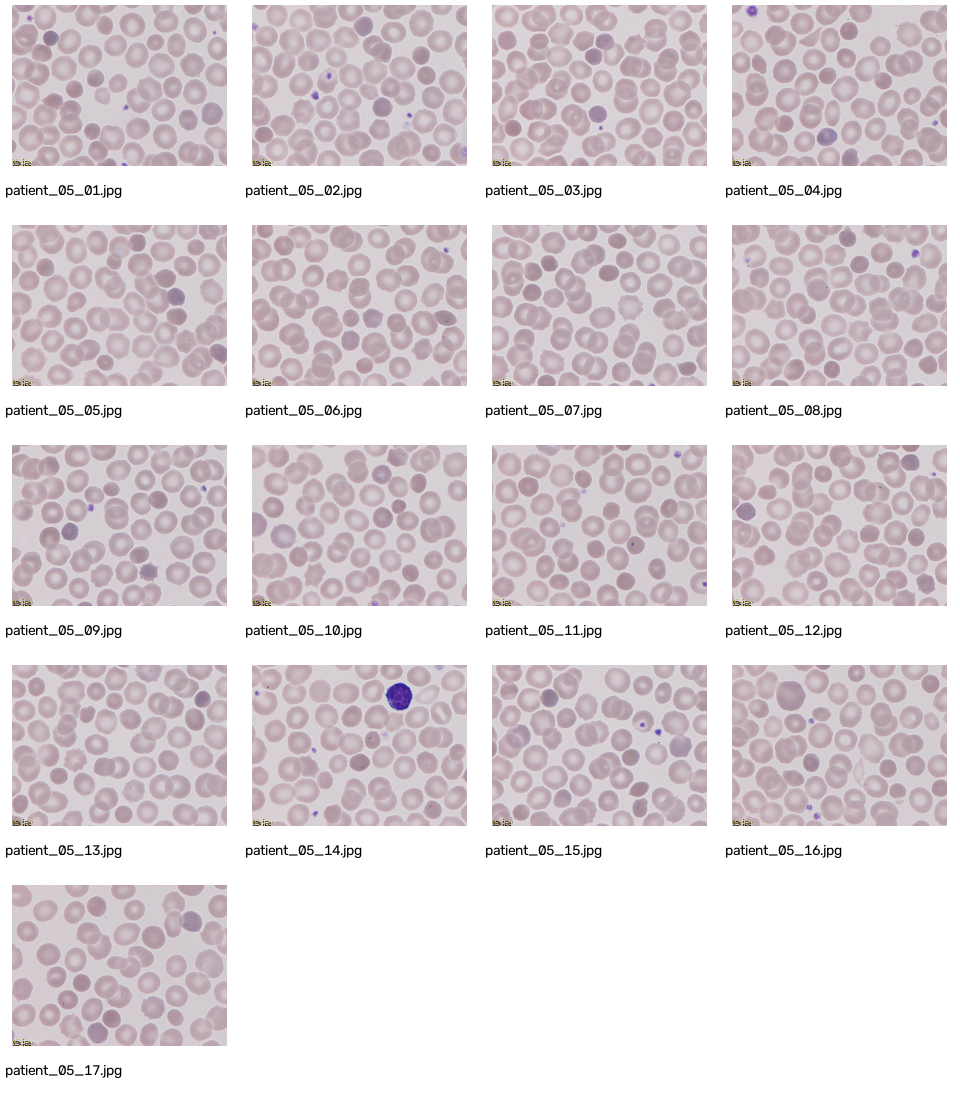 patient_05_01.jpg
patient_05_02.jpg
patient_05_03.jpg
patient_05_04.jpg
patient_05_05.jpg
patient_05_06.jpg
patient_05_07.jpg
patient_05_08.jpg
patient_05_09.jpg
patient_05_10.jpg
patient_05_11.jpg
patient_05_12.jpg
patient_05_13.jpg
patient_05_14.jpg
patient_05_15.jpg
patient_05_16.jpg
patient_05_17.jpg